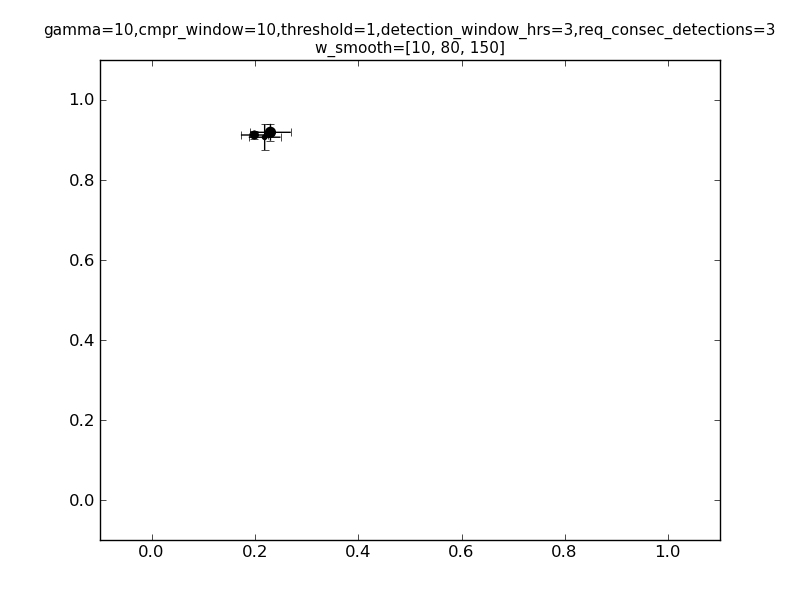 gamma=10,cmpr_window=10,threshold=1,detection_window_hrs=3,req_consec_detections=3
w_smooth=[10, 80, 150]
1.0
0.8
0.6
0.4
0.2
0.0
0.0 0.2 0.4 0.6 0.8 1.0